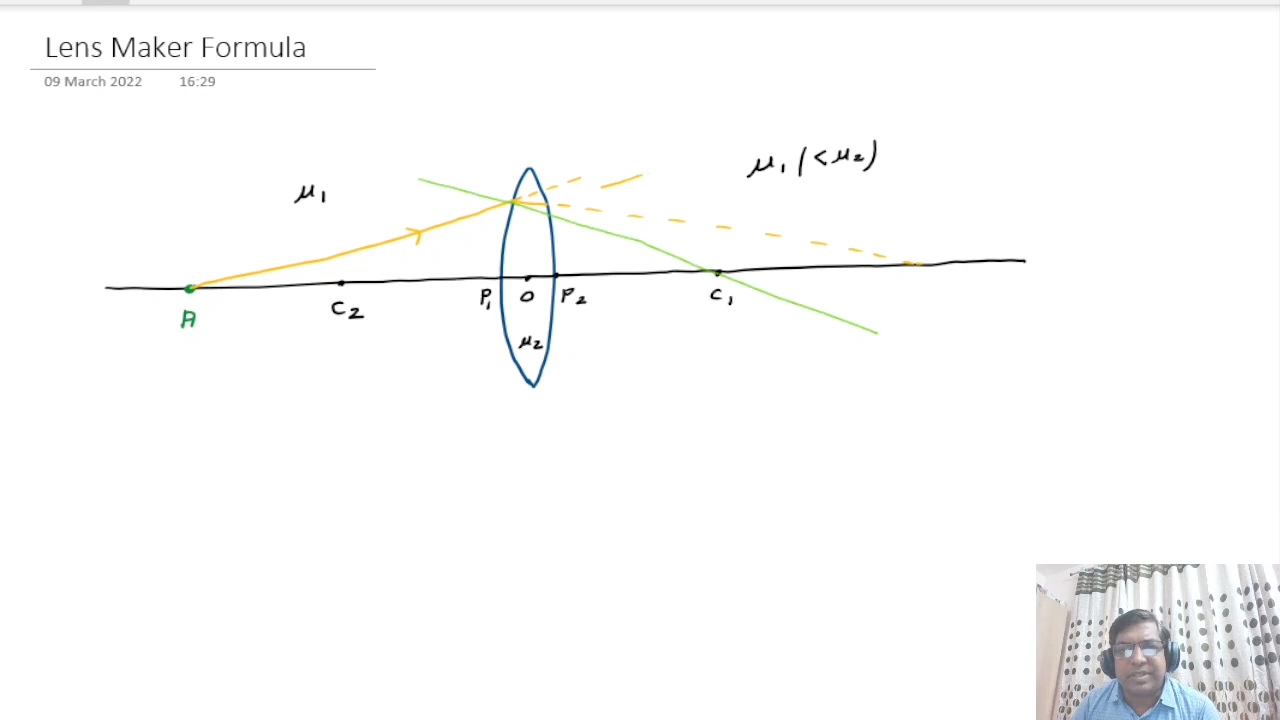 Lens Maker Formula
09 March 2022 16:29
μ₁ (< μ₂)
μ₁
A
C₂
P₁ O P₂
C₁
μ₂